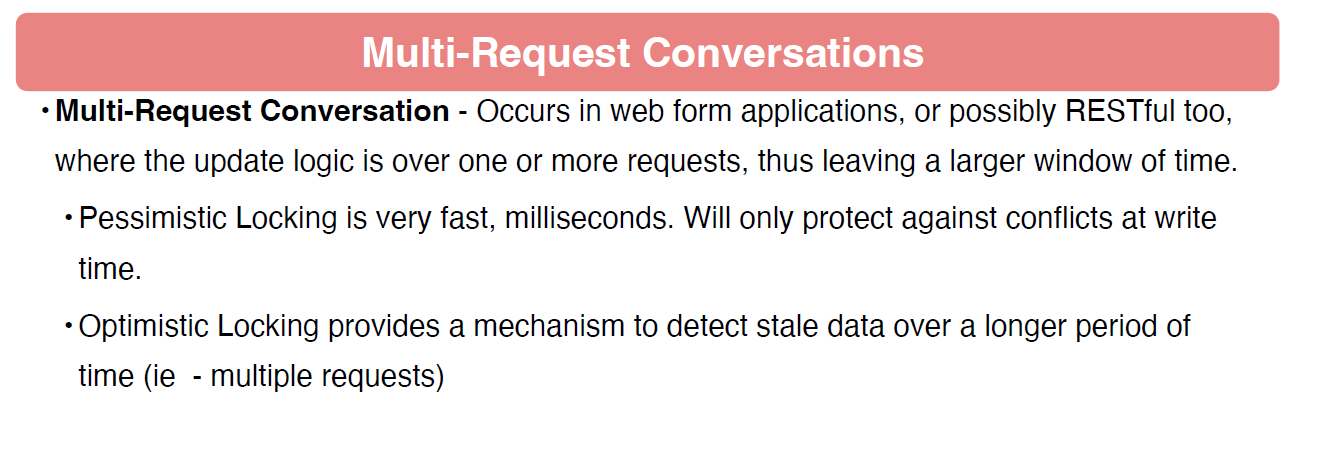 Multi-Request Conversations
• Multi-Request Conversation - Occurs in web form applications, or possibly RESTful too,
where the update logic is over one or more requests, thus leaving a larger window of time.
• Pessimistic Locking is very fast, milliseconds. Will only protect against conflicts at write
time.
• Optimistic Locking provides a mechanism to detect stale data over a longer period of
time (ie  - multiple requests)